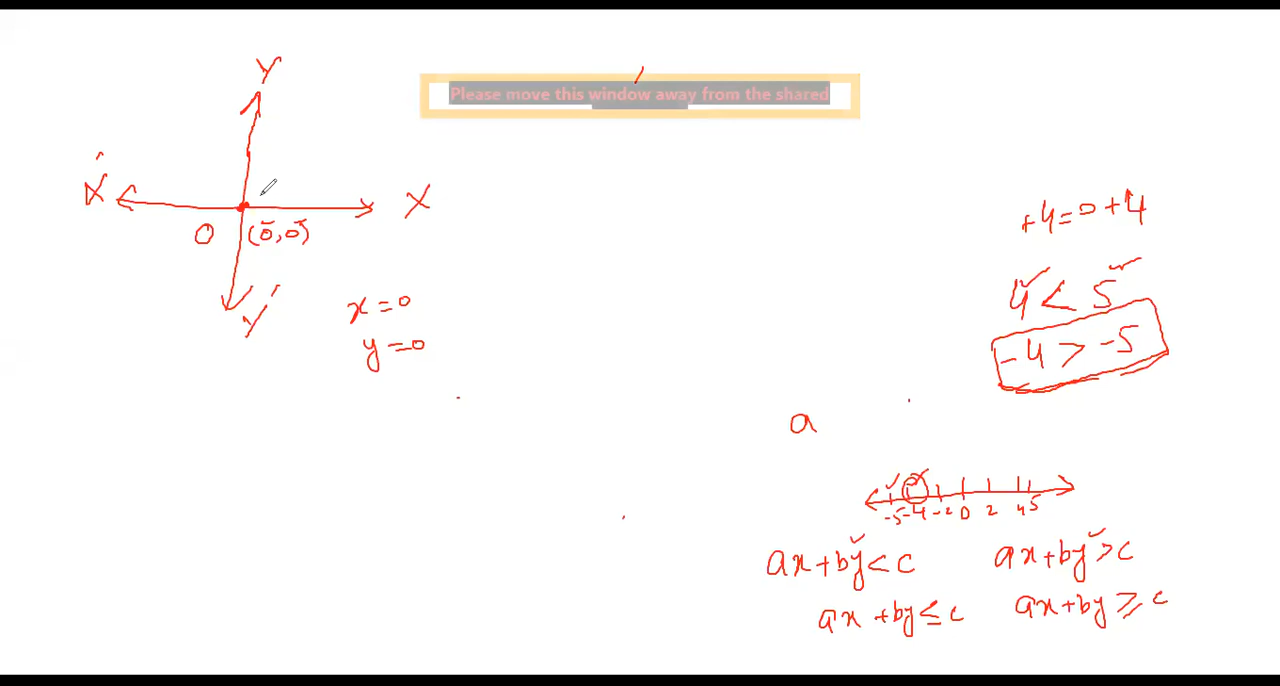 Y
Please move this window away from the shared
X'
X
O (0,0)
Y'
x=0
y=0
+4=0+4
4<5
-4>-5
a
-5 -4 -2 0 2 4 5
ax+by<c
ax+by>c
ax+by≤c
ax+by≥c